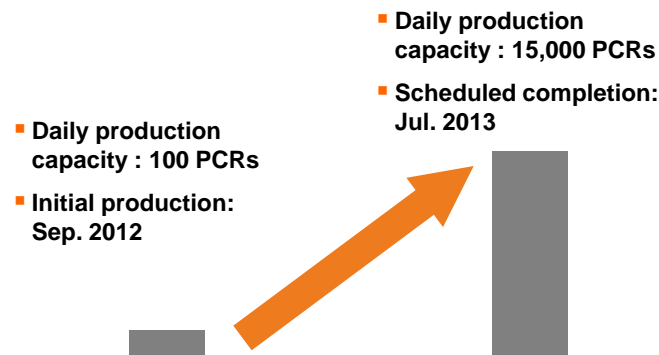 ▪ Daily production
capacity : 100 PCRs
▪ Initial production:
Sep. 2012
▪ Daily production
capacity : 15,000 PCRs
▪ Scheduled completion:
Jul. 2013